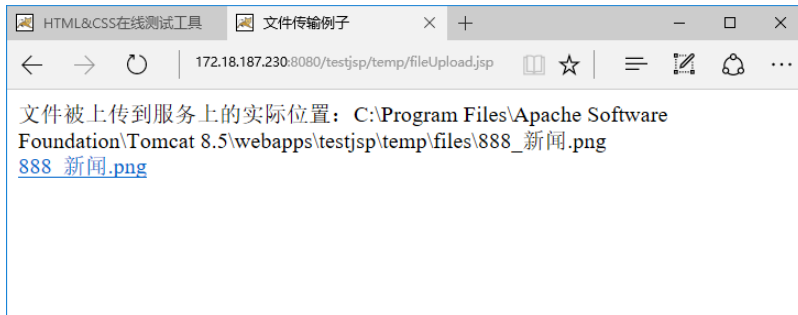 HTML&CSS在线测试工具
文件传输例子
172.18.187.230:8080/testjsp/temp/fileUpload.jsp
文件被上传到服务上的实际位置：C:\Program Files\Apache Software
Foundation\Tomcat 8.5\webapps\testjsp\temp\files\888_新闻.png
888_新闻.png